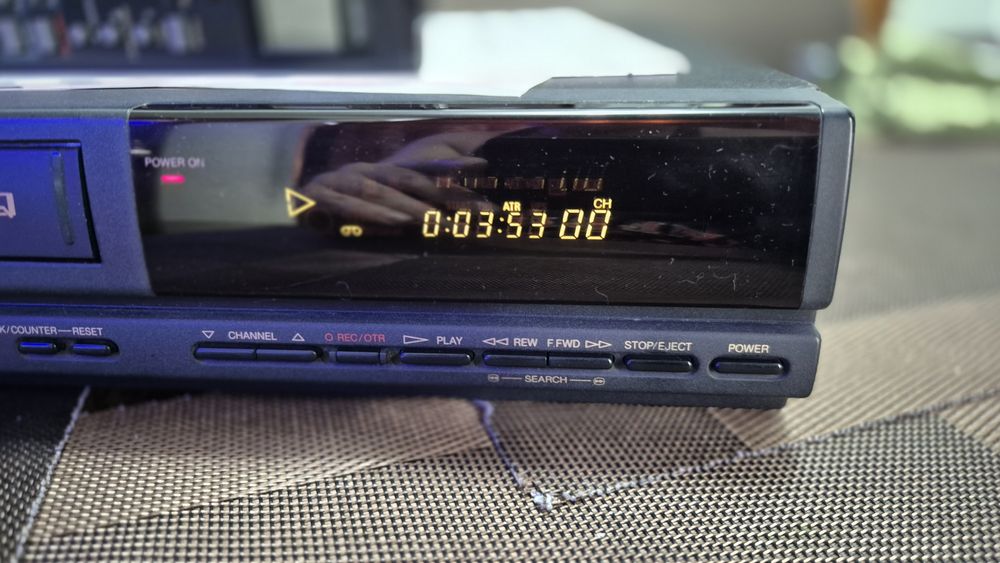 POWER ON
ATR CH
0:03:53 00
K/COUNTER—RESET
CHANNEL
REC/OTR
PLAY
REW F.FWD
STOP/EJECT
POWER
SEARCH